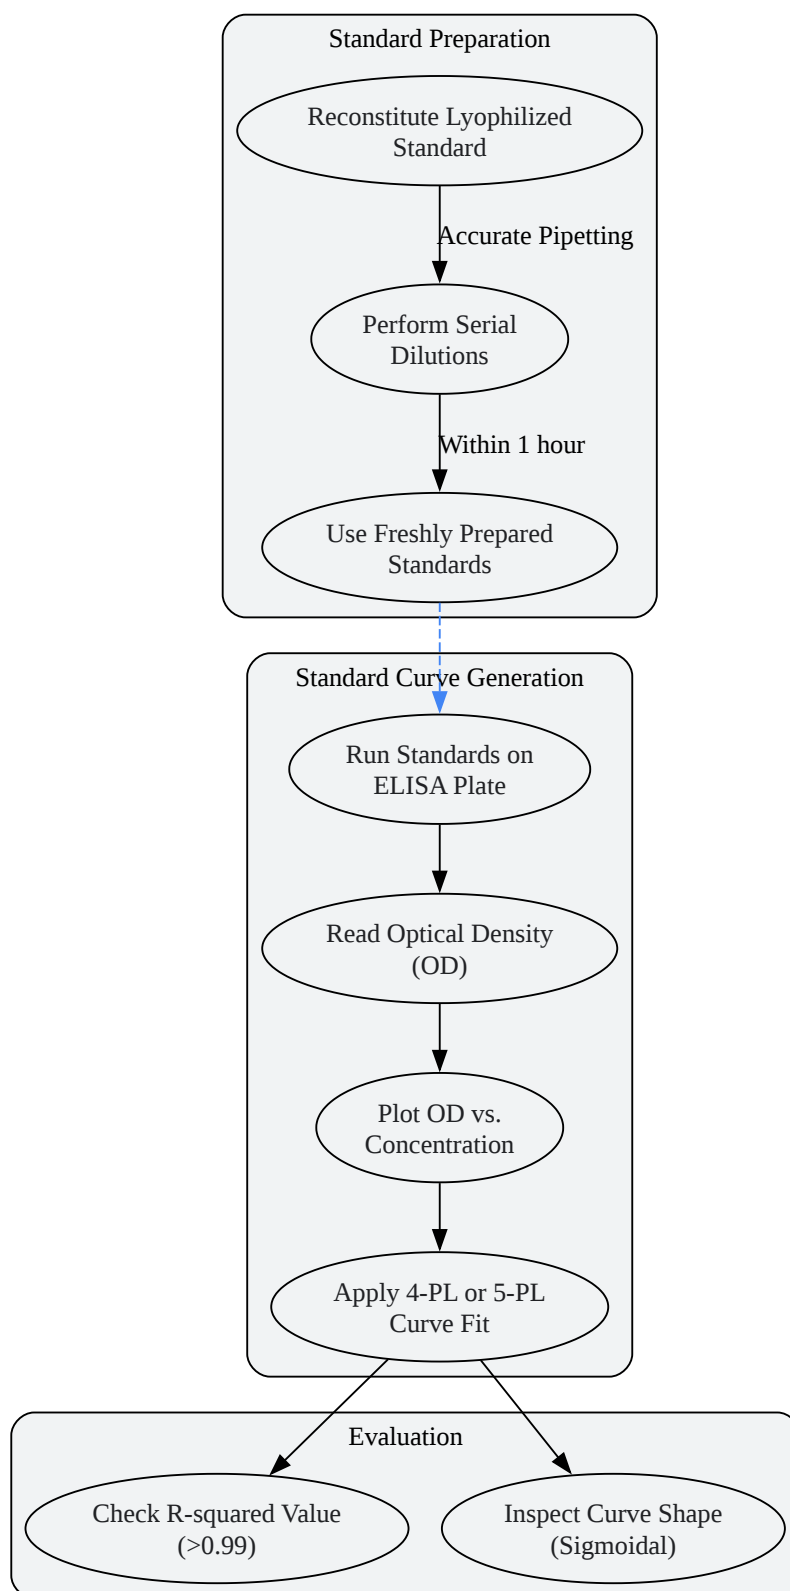 Standard Preparation
Reconstitute Lyophilized
Standard
Accurate Pipetting
Perform Serial
Dilutions
Within 1 hour
Use Freshly Prepared
Standards
Standard Curve Generation
Run Standards on
ELISA Plate
Read Optical Density
(OD)
Plot OD vs.
Concentration
Apply 4-PL or 5-PL
Curve Fit
Evaluation
Check R-squared Value
(>0.99)
Inspect Curve Shape
(Sigmoidal)